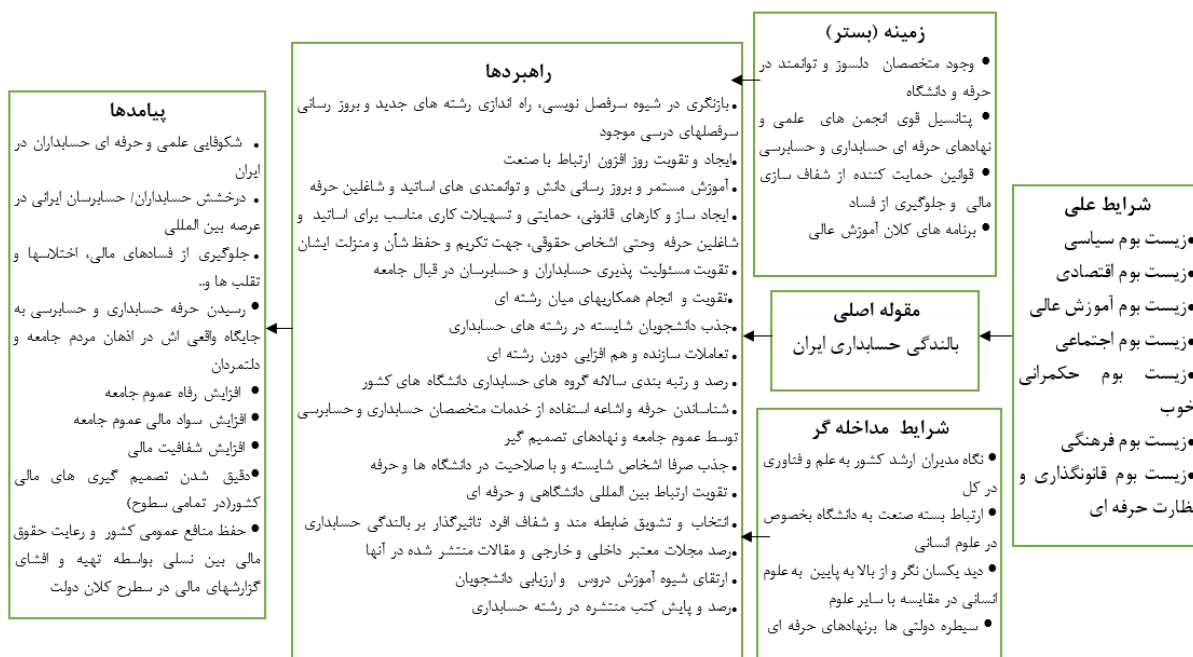 شرایط علی
•زیست بوم سیاسی
•زیست بوم اقتصادی
•زیست بوم آموزش عالی
•زیست بوم اجتماعی
•زیست بوم حکمرانی
خوب
•زیست بوم فرهنگی
•زیست بوم قانونگذاری و
ظارت حرفه ای
زمینه (بستر)
• وجود متخصصان دلسوز و توانمند در
حرفه و دانشگاه
• پتانسیل قوی انجمن های علمی و
نهادهای حرفه ای حسابداری و حسابرسی
• قوانین حمایت کننده از شفاف سازی
مالی و جلوگیری از فساد
• برنامه های کلان آموزش عالی
مقوله اصلی
بالندگی حسابداری ایران
شرایط مداخله گر
• نگاه مدیران ارشد کشور به علم و فناوری
در کل
• ارتباط بسته صنعت به دانشگاه بخصوص
در علوم انسانی
• دید یکسان نگر و از بالا به پایین به علوم
انسانی در مقایسه با سایر علوم
• سیطره دولتی ها برنهادهای حرفه ای
راهبردها
•بازنگری در شیوه سرفصل نویسی، راه اندازی رشته های جدید و بروز رسانی
سرفصلهای درسی موجود
•ایجاد و تقویت روز افزون ارتباط با صنعت
• آموزش مستمر و بروز رسانی دانش و توانمندی های اساتید و شاغلین حرفه
• ایجاد ساز و کارهای قانونی، حمایتی و تسهیلات کاری مناسب برای اساتید و
شاغلین حرفه وحتی اشخاص حقوقی، جهت تکریم و حفظ شأن و منزلت ایشان
• تقویت مسئولیت پذیری حسابداران و حسابرسان در قبال جامعه
•تقویت و انجام همکاریهای میان رشته ای
•جذب دانشجویان شایسته در رشته های حسابداری
• تعاملات سازنده و هم افزایی دورن رشته ای
• رصد و رتبه بندی سالانه گروه های حسابداری دانشگاه های کشور
• شناساندن حرفه و اشاعه استفاده از خدمات متخصصان حسابداری و حسابرسی
توسط عموم جامعه و نهادهای تصمیم گیر
• جذب صرفا اشخاص شایسته و با صلاحیت در دانشگاه ها و حرفه
• تقویت ارتباط بین المللی دانشگاهی و حرفه ای
• انتخاب و تشویق ضابطه مند و شفاف افرد تاثیرگذار بر بالندگی حسابداری
•رصد مجلات معتبر داخلی و خارجی و مقالات منتشر شده در آنها
• ارتقای شیوه آموزش دروس و ارزیابی دانشجویان
•رصد و پایش کتب منتشره در رشته حسابداری
پیامدها
• شکوفایی علمی و حرفه ای حسابداران در
ایران
• درخشش حسابداران/ حسابرسان ایرانی در
عرصه بین المللی
• جلوگیری از فسادهای مالی، اختلاسها و
تقلب ها و..
• رسیدن حرفه حسابداری و حسابرسی به
جایگاه واقعی اش در اذهان مردم جامعه و
دلتمردان
• افزایش رفاه عموم جامعه
• افزایش سواد مالی عموم جامعه
• افزایش شفافیت مالی
•دقیق شدن تصمیم گیری های مالی
کشور(در تمامی سطوح)
• حفظ منافع عمومی کشور و رعایت حقوق
مالی بین نسلی بواسطه تهیه و افشای
گزارشهای مالی در سطرح کلان دولت